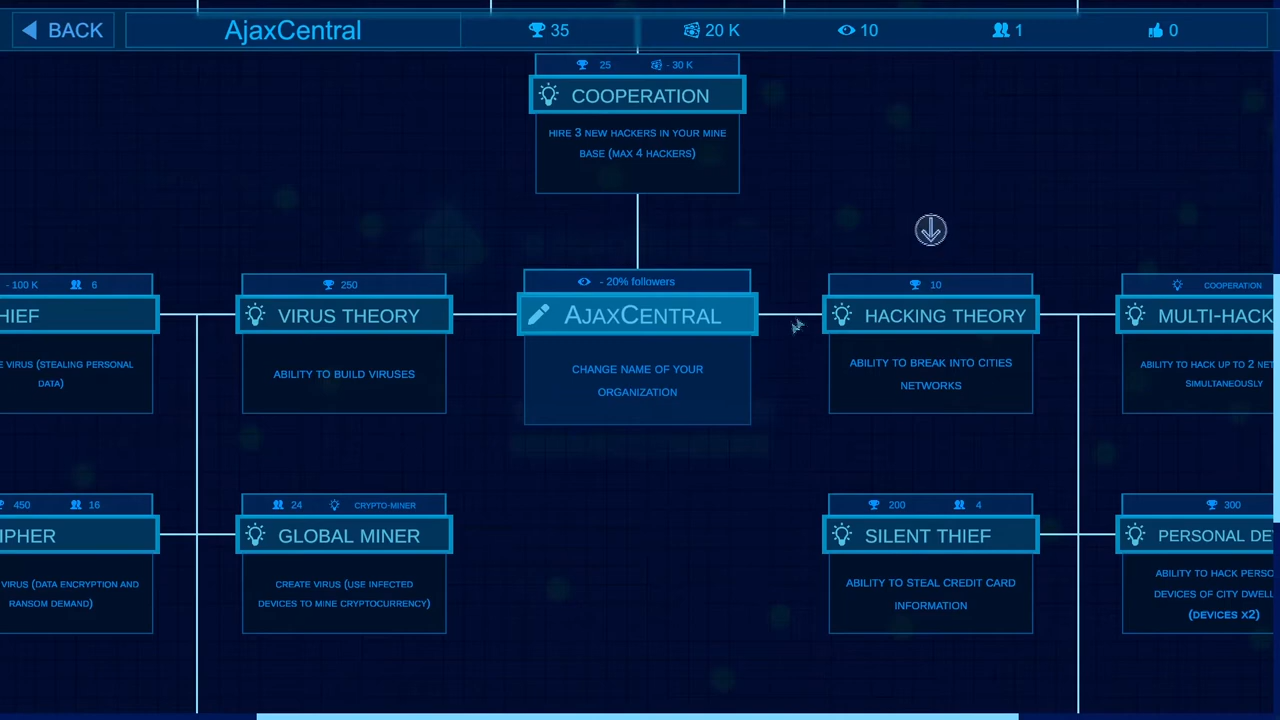 BACK
AjaxCentral
35
20 K
10
1
0
25
- 30 K
COOPERATION
HIRE 3 NEW HACKERS IN YOUR MINE
BASE (MAX 4 HACKERS)
- 100 K
6
HIEF
E VIRUS (STEALING PERSONAL
DATA)
250
VIRUS THEORY
ABILITY TO BUILD VIRUSES
- 20% followers
AJAXCENTRAL
CHANGE NAME OF YOUR
ORGANIZATION
10
HACKING THEORY
ABILITY TO BREAK INTO CITIES
NETWORKS
COOPERATION
MULTI-HACK
ABILITY TO HACK UP TO 2 NET
SIMULTANEOUSLY
450
16
IPHER
VIRUS (DATA ENCRYPTION AND
RANSOM DEMAND)
24
CRYPTO-MINER
GLOBAL MINER
CREATE VIRUS (USE INFECTED
DEVICES TO MINE CRYPTOCURRENCY)
200
4
SILENT THIEF
ABILITY TO STEAL CREDIT CARD
INFORMATION
300
PERSONAL DE
ABILITY TO HACK PERSO
DEVICES OF CITY DWELL
(DEVICES X2)